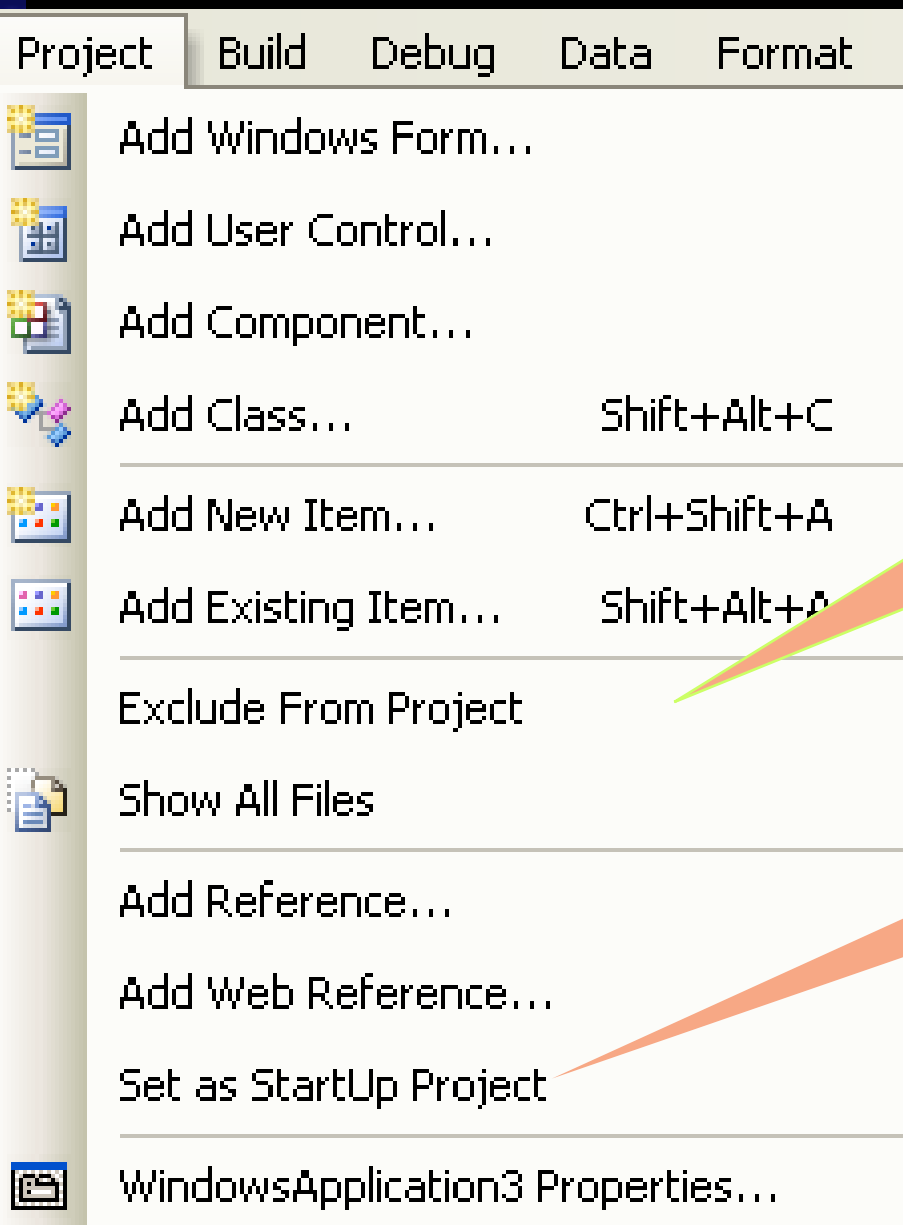 Project Build Debug Data Format
Add Windows Form...
Add User Control...
Add Component...
Add Class... Shift+Alt+C
Add New Item... Ctrl+Shift+A
Add Existing Item... Shift+Alt+A
Exclude From Project
Show All Files
Add Reference...
Add Web Reference...
Set as StartUp Project
WindowsApplication3 Properties...